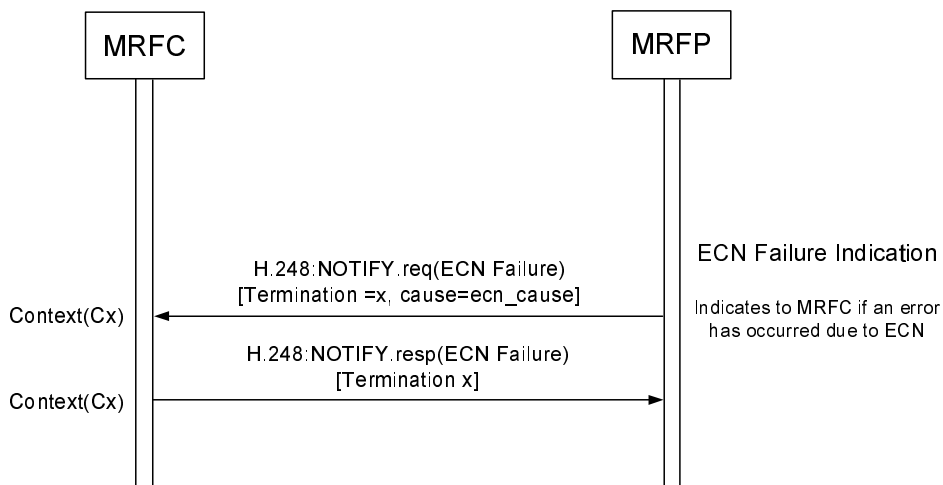 MRFC
MRFP
ECN Failure Indication
H.248:NOTIFY.req(ECN Failure)
[Termination =x, cause=ecn_cause]
Indicates to MRFC if an error
has occurred due to ECN
Context(Cx)
H.248:NOTIFY.resp(ECN Failure)
[Termination x]
Context(Cx)